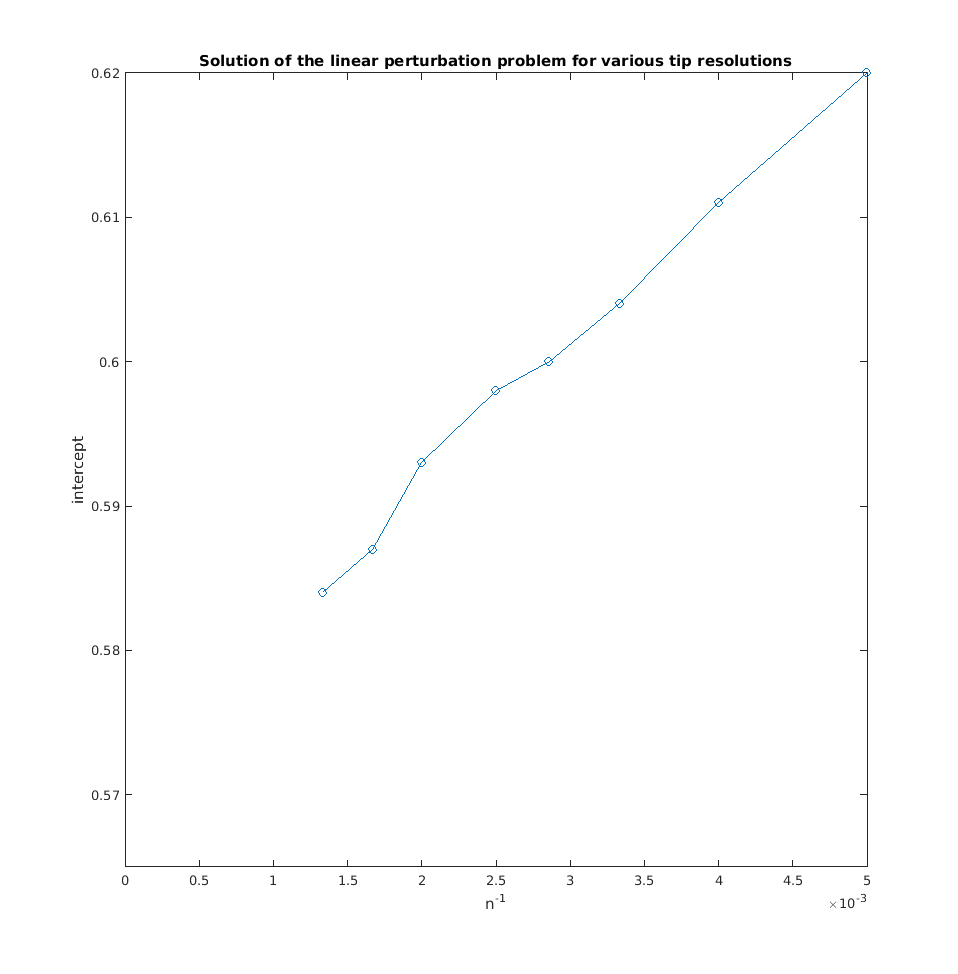 Solution of the linear perturbation problem for various tip resolutions
0.62
0.61
0.6
0.59
0.58
0.57
intercept
0 0.5 1 1.5 2 2.5 3 3.5 4 4.5 5
n⁻¹
×10⁻³